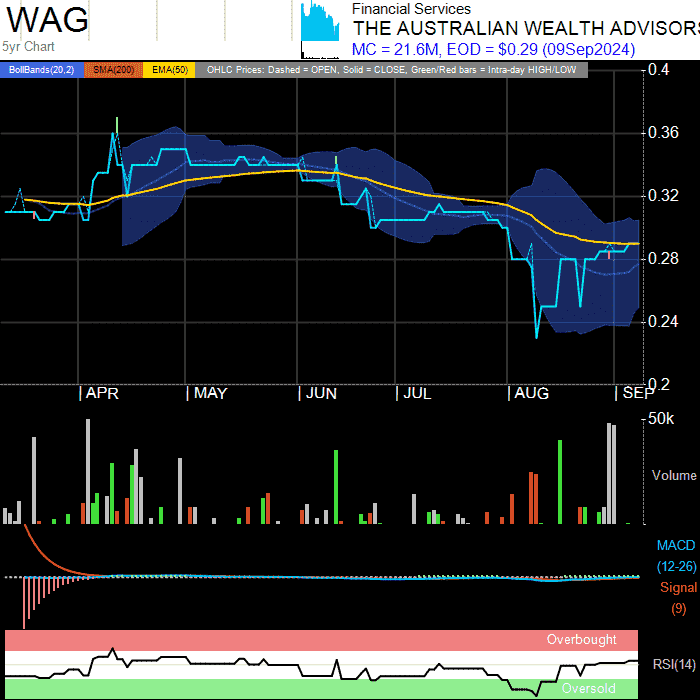 WAG
5yr Chart
Financial Services
THE AUSTRALIAN WEALTH ADVISORS
MC = 21.6M, EOD = $0.29 (09Sep2024)
BollBands(20,2) SMA(200) EMA(50) OHLC Prices: Dashed = OPEN, Solid = CLOSE, Green/Red bars = Intra-day HIGH/LOW
0.4
0.36
0.32
0.28
0.24
0.2
APR MAY JUN JUL AUG SEP
50k
Volume
MACD
(12-26)
Signal
(9)
Overbought
RSI(14)
Oversold